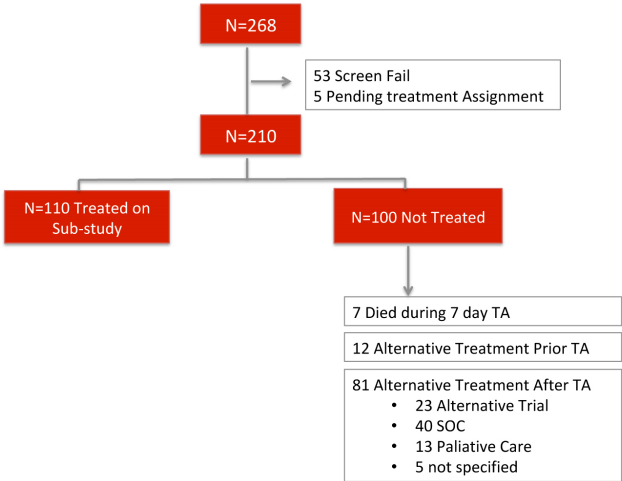 N=268
53 Screen Fail
5 Pending treatment Assignment
N=210
N=110 Treated on
Sub-study
N=100 Not Treated
7 Died during 7 day TA
12 Alternative Treatment Prior TA
81 Alternative Treatment After TA
• 23 Alternative Trial
• 40 SOC
• 13 Paliative Care
• 5 not specified